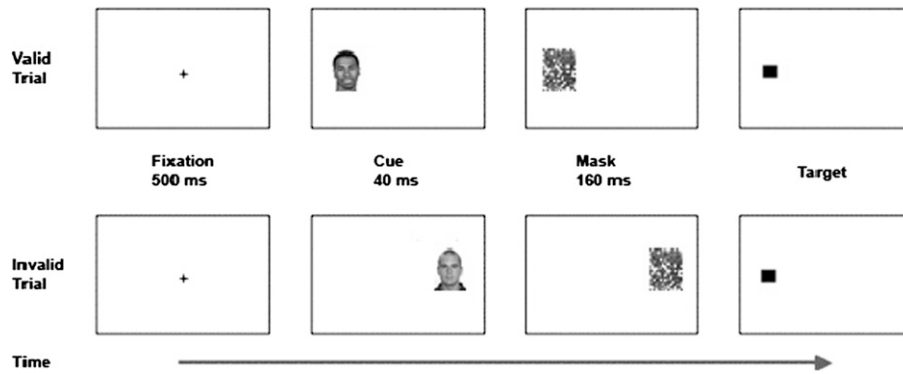 Valid
Trial
Fixation
500 ms
Cue
40 ms
Mask
160 ms
Target
Invalid
Trial
Time